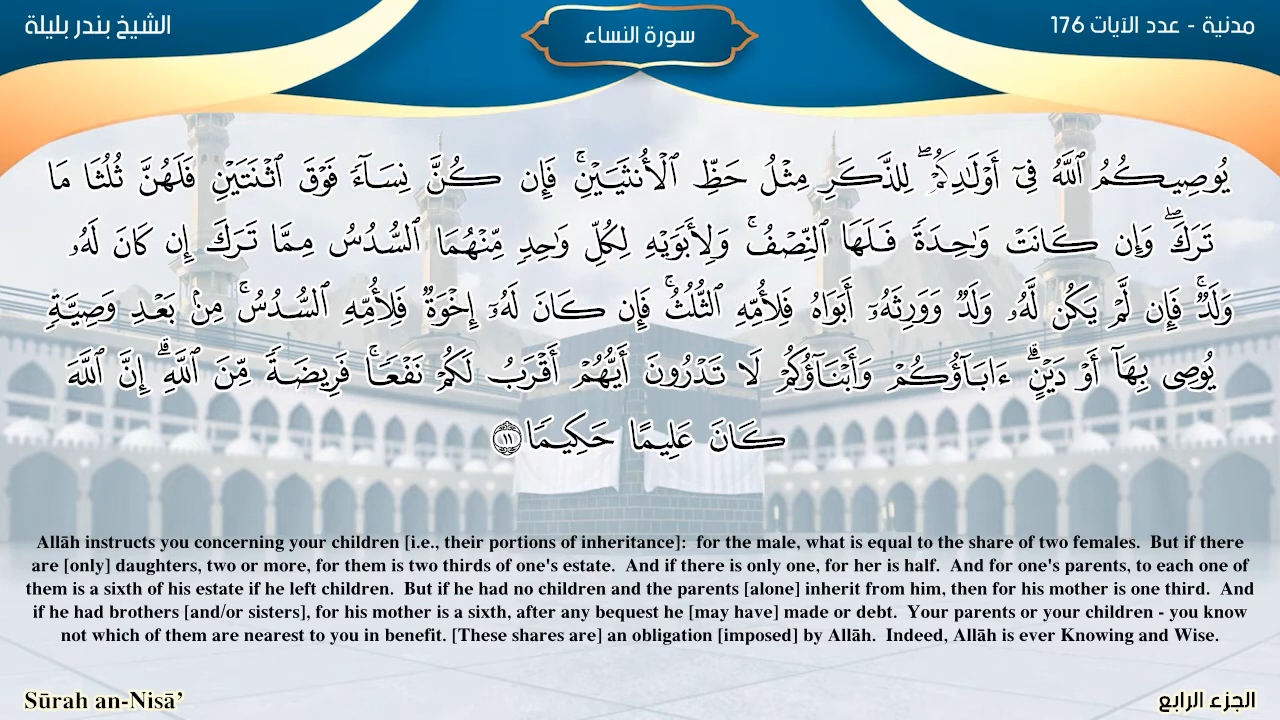 مدنية - عدد الآيات 176
سورة النساء
الشيخ بندر بليلة
يُوصِيكُمُ ٱللَّهُ فِىٓ أَوْلَٰدِكُمْ ۖ لِلذَّكَرِ مِثْلُ حَظِّ ٱلْأُنثَيَيْنِ ۚ فَإِن كُنَّ نِسَآءً فَوْقَ ٱثْنَتَيْنِ فَلَهُنَّ ثُلُثَا مَا
تَرَكَ ۖ وَإِن كَانَتْ وَٰحِدَةً فَلَهَا ٱلنِّصْفُ ۚ وَلِأَبَوَيْهِ لِكُلِّ وَٰحِدٍ مِّنْهُمَا ٱلسُّدُسُ مِمَّا تَرَكَ إِن كَانَ لَهُۥ
وَلَدٌ ۚ فَإِن لَّمْ يَكُن لَّهُۥ وَلَدٌ وَوَرِثَهُۥٓ أَبَوَاهُ فَلِأُمِّهِ ٱلثُّلُثُ ۚ فَإِن كَانَ لَهُۥٓ إِخْوَةٌ فَلِأُمِّهِ ٱلسُّدُسُ ۚ مِنۢ بَعْدِ وَصِيَّةٍ
يُوصِى بِهَآ أَوْ دَيْنٍ ۗ ءَابَآؤُكُمْ وَأَبْنَآؤُكُمْ لَا تَدْرُونَ أَيُّهُمْ أَقْرَبُ لَكُمْ نَفْعًا ۚ فَرِيضَةً مِّنَ ٱللَّهِ ۗ إِنَّ ٱللَّهَ
كَانَ عَلِيمًا حَكِيمًا ١١
Allāh instructs you concerning your children [i.e., their portions of inheritance]:  for the male, what is equal to the share of two females.  But if there
are [only] daughters, two or more, for them is two thirds of one's estate.  And if there is only one, for her is half.  And for one's parents, to each one of
them is a sixth of his estate if he left children.  But if he had no children and the parents [alone] inherit from him, then for his mother is one third.  And
if he had brothers [and/or sisters], for his mother is a sixth, after any bequest he [may have] made or debt.  Your parents or your children - you know
not which of them are nearest to you in benefit. [These shares are] an obligation [imposed] by Allāh.  Indeed, Allāh is ever Knowing and Wise.
Sūrah an-Nisā’
الجزء الرابع